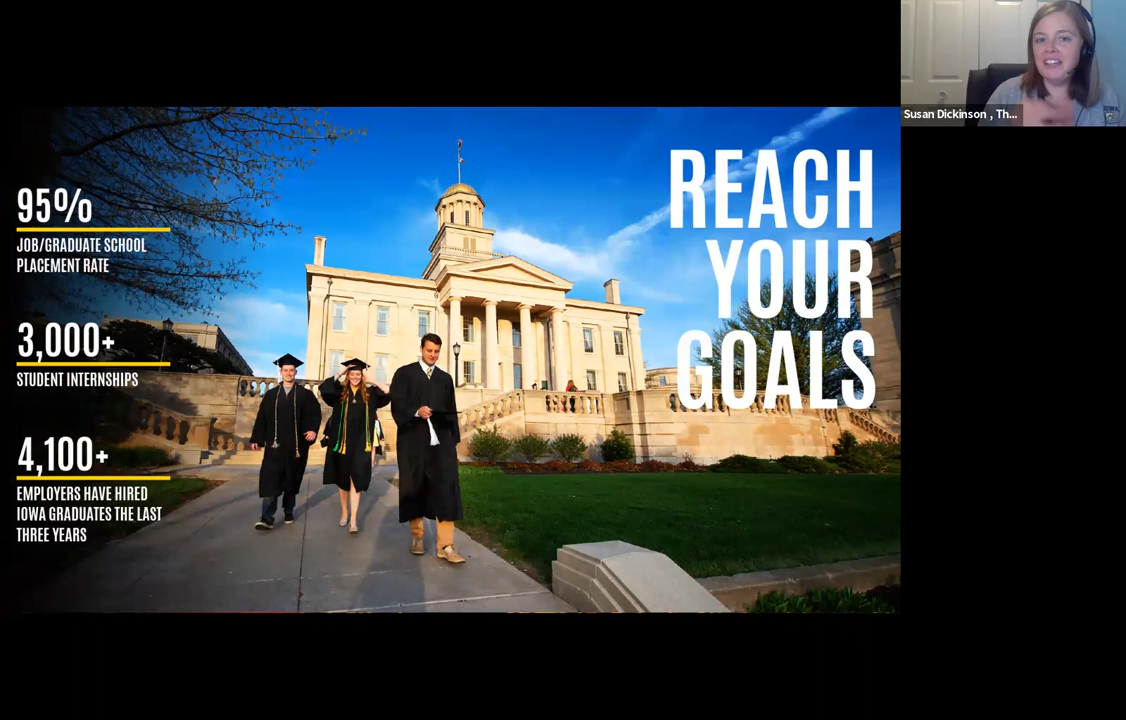 Susan Dickinson , Th...
REACH
YOUR
GOALS
95%
JOB/GRADUATE SCHOOL
PLACEMENT RATE
3,000+
STUDENT INTERNSHIPS
4,100+
EMPLOYERS HAVE HIRED
IOWA GRADUATES THE LAST
THREE YEARS